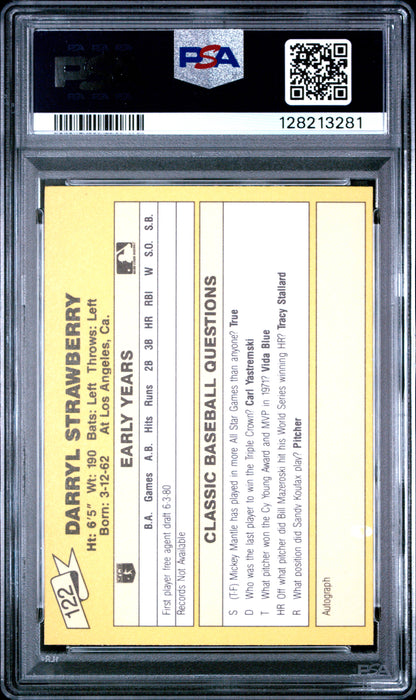 PSA
PSA
128213281
122
DARRYL STRAWBERRY
Ht: 6'5" Wt: 190 Bats: Left Throws: Left
Born: 3-12-62 At Los Angeles, Ca.
EARLY YEARS
B.A. Games A.B. Hits Runs 2B 3B HR RBI W S.O. S.B.
First player free agent draft 6-3-80
Records Not Available
CLASSIC BASEBALL QUESTIONS
S (T-F) Mickey Mantle has played in more All Star Games than anyone? True
D Who was the last player to win the Triple Crown? Carl Yastremski
T What pitcher won the Cy Young Award and MVP in 1971? Vida Blue
HR Off what pitcher did Bill Mazeroski hit his World Series winning HR? Tracy Stallard
R What position did Sandy Koufax play? Pitcher
Autograph
PSA